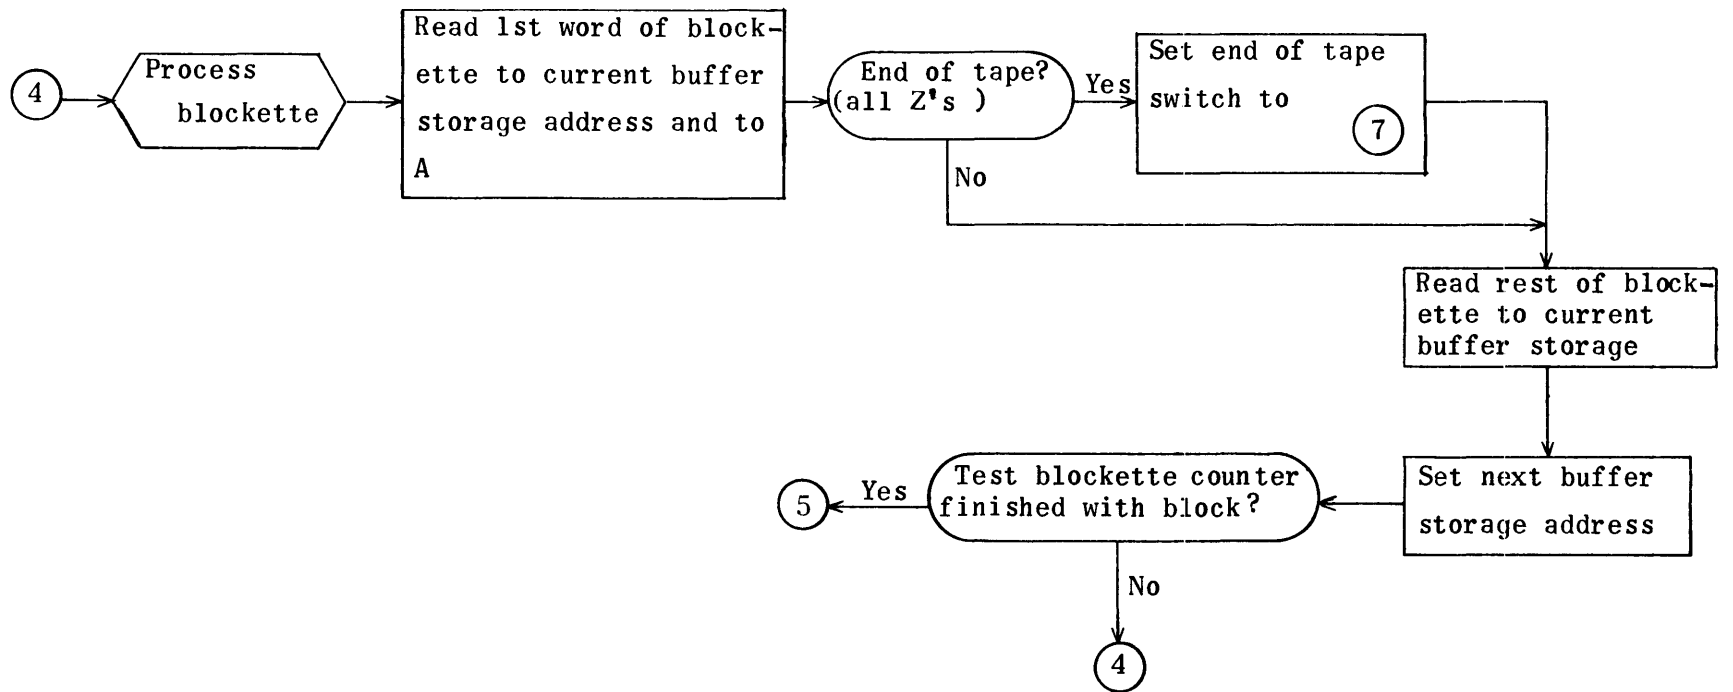 4
Process
blockette
Read 1st word of block-
ette to current buffer
storage address and to
A
End of tape?
(all Z's )
Yes
No
Set end of tape
switch to
7
Read rest of block-
ette to current
buffer storage
Set next buffer
storage address
Test blockette counter
finished with block?
Yes
5
No
4